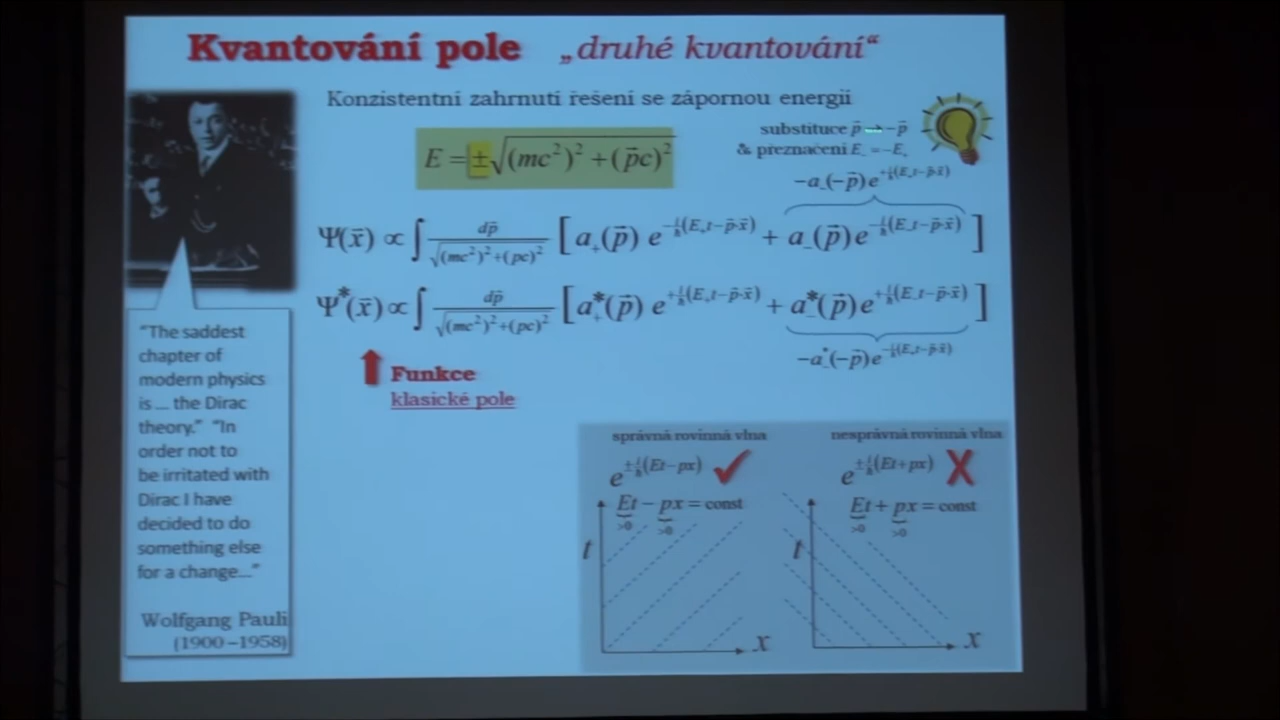 Kvantování pole „druhé kvantování“
Konzistentní zahrnutí řešení se zápornou energií
E = ±√(mc²)² + (p⃗c)²
substituce p⃗ → −p⃗
& přeznačení E₋ = −E₊
−a₋(−p⃗) e^{+i/ħ(E₊t−p⃗·x⃗)}
Ψ(x⃗) ∝ ∫ dp⃗/√(mc²)²+(pc)² [a₊(p⃗) e^{−i/ħ(E₊t−p⃗·x⃗)} + a₋(p⃗) e^{−i/ħ(E₋t−p⃗·x⃗)}]
Ψ*(x⃗) ∝ ∫ dp⃗/√(mc²)²+(pc)² [a₊*(p⃗) e^{+i/ħ(E₊t−p⃗·x⃗)} + a₋*(p⃗) e^{+i/ħ(E₋t−p⃗·x⃗)}]
−a₋*(−p⃗) e^{−i/ħ(E₊t−p⃗·x⃗)}
Funkce
klasické pole
“The saddest
chapter of
modern physics
is ... the Dirac
theory.” “In
order not to
be irritated with
Dirac I have
decided to do
something else
for a change...”
Wolfgang Pauli
(1900–1958)
správná rovinná vlna
e^{±i/ħ(Et−px)} ✓
Et − px = const
>0 >0
t
x
nesprávná rovinná vlna
e^{±i/ħ(Et+px)} X
Et + px = const
>0 >0
t
x